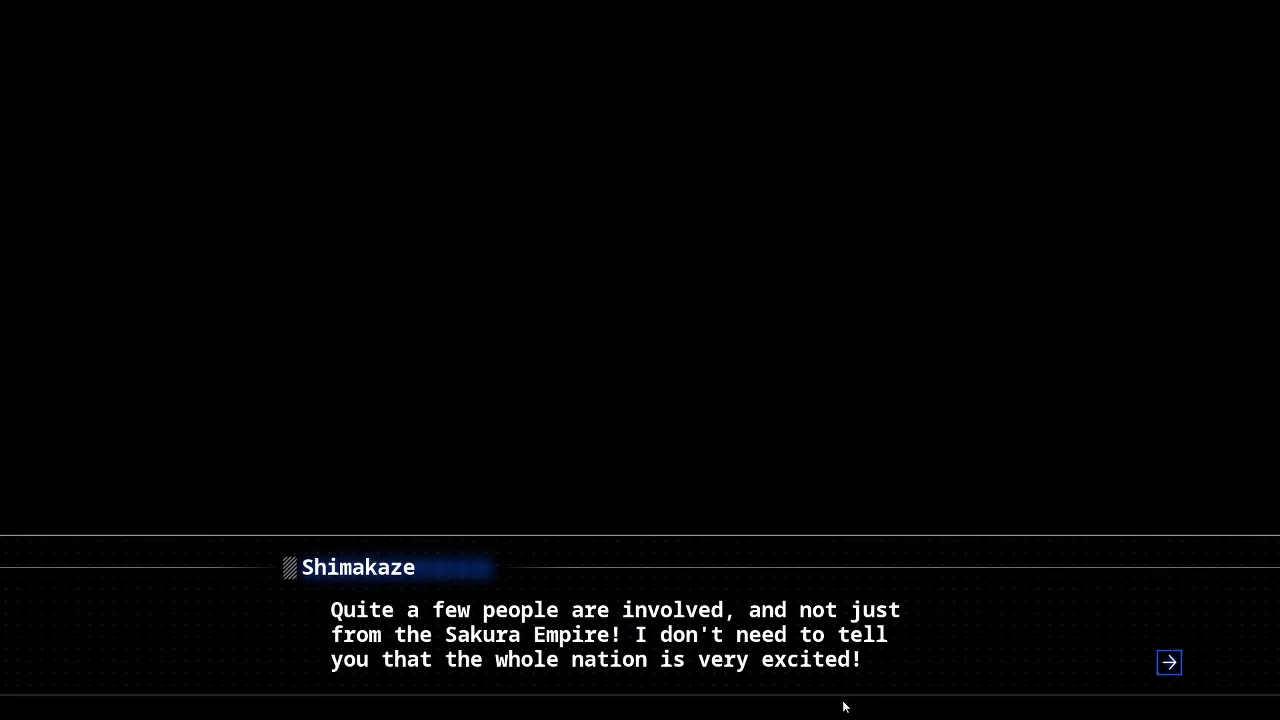 Shimakaze
Quite a few people are involved, and not just
from the Sakura Empire! I don't need to tell
you that the whole nation is very excited!